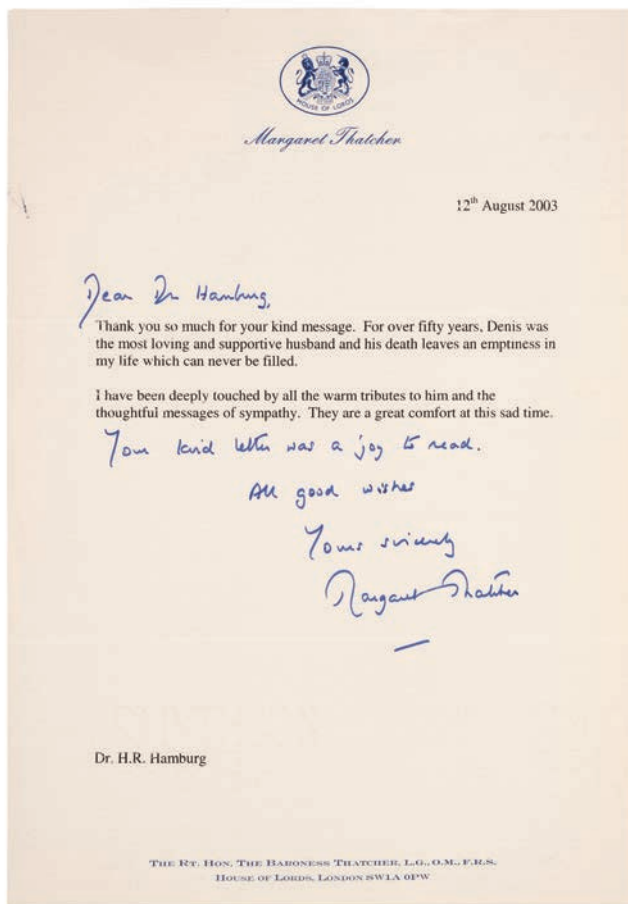 HOUSE OF LORDS
Margaret Thatcher
12th August 2003
Dear Dr Hamburg,
Thank you so much for your kind message. For over fifty years, Denis was
the most loving and supportive husband and his death leaves an emptiness in
my life which can never be filled.
I have been deeply touched by all the warm tributes to him and the
thoughtful messages of sympathy. They are a great comfort at this sad time.
Your kind letter was a joy to read.
All good wishes
Yours sincerely
Margaret Thatcher
Dr. H.R. Hamburg
THE RT. HON. THE BARONESS THATCHER, L.G., O.M., F.R.S.
HOUSE OF LORDS, LONDON SW1A 0PW